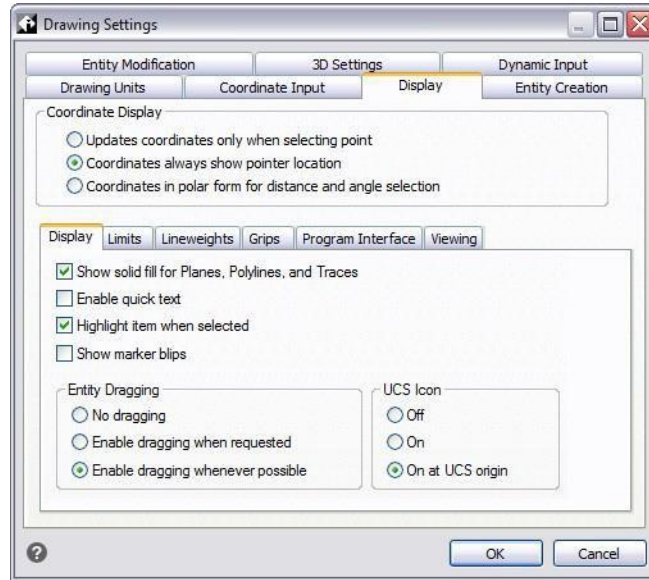 Drawing Settings
Entity Modification 3D Settings Dynamic Input
Drawing Units Coordinate Input Display Entity Creation
Coordinate Display
Updates coordinates only when selecting point
Coordinates always show pointer location
Coordinates in polar form for distance and angle selection
Display Limits Lineweights Grips Program Interface Viewing
Show solid fill for Planes, Polylines, and Traces
Enable quick text
Highlight item when selected
Show marker blips
Entity Dragging
No dragging
Enable dragging when requested
Enable dragging whenever possible
UCS Icon
Off
On
On at UCS origin
?
OK Cancel